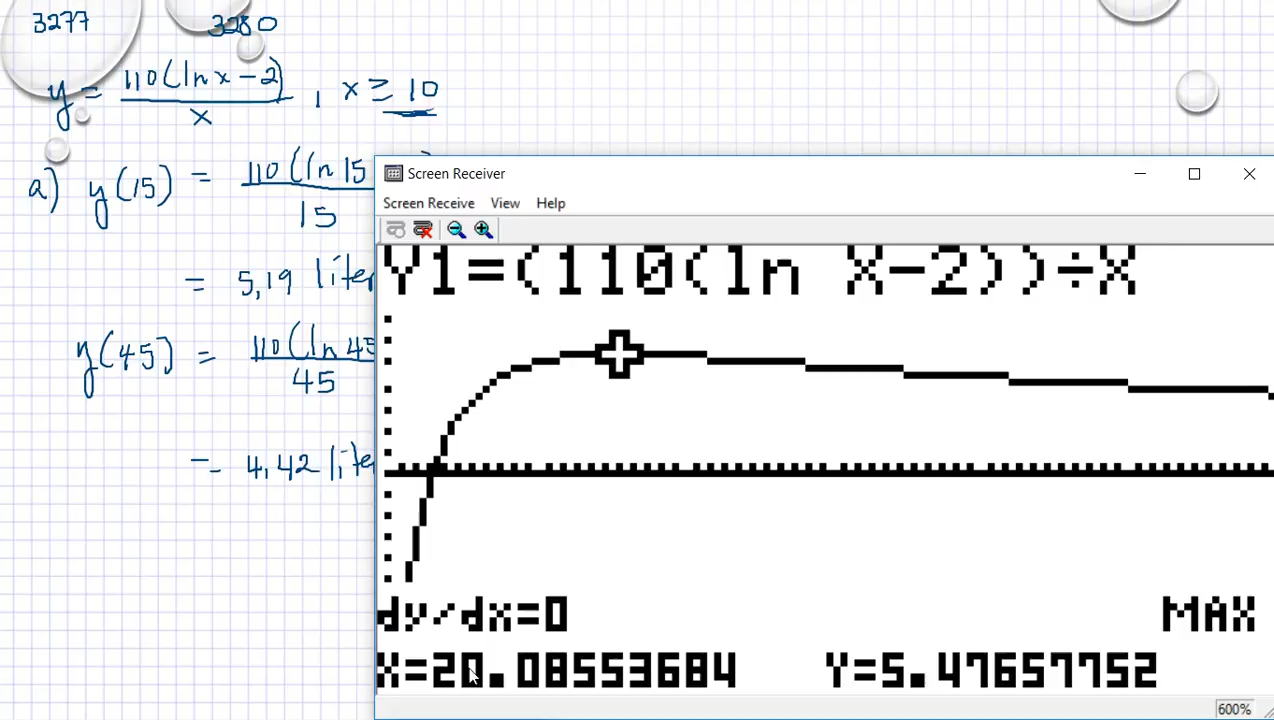 3277 3280
y = 110(ln x - 2) / x , x ≥ 10
a) y(15) = 110(ln 15 / 15
= 5,19 liter
y(45) = 110(ln 45 / 45
= 4,42 lite
Screen Receiver
Screen Receive View Help
Y1=(110(ln X-2))÷X
dy/dx=0 MAX
X=20.08553684 Y=5.47657752
600%